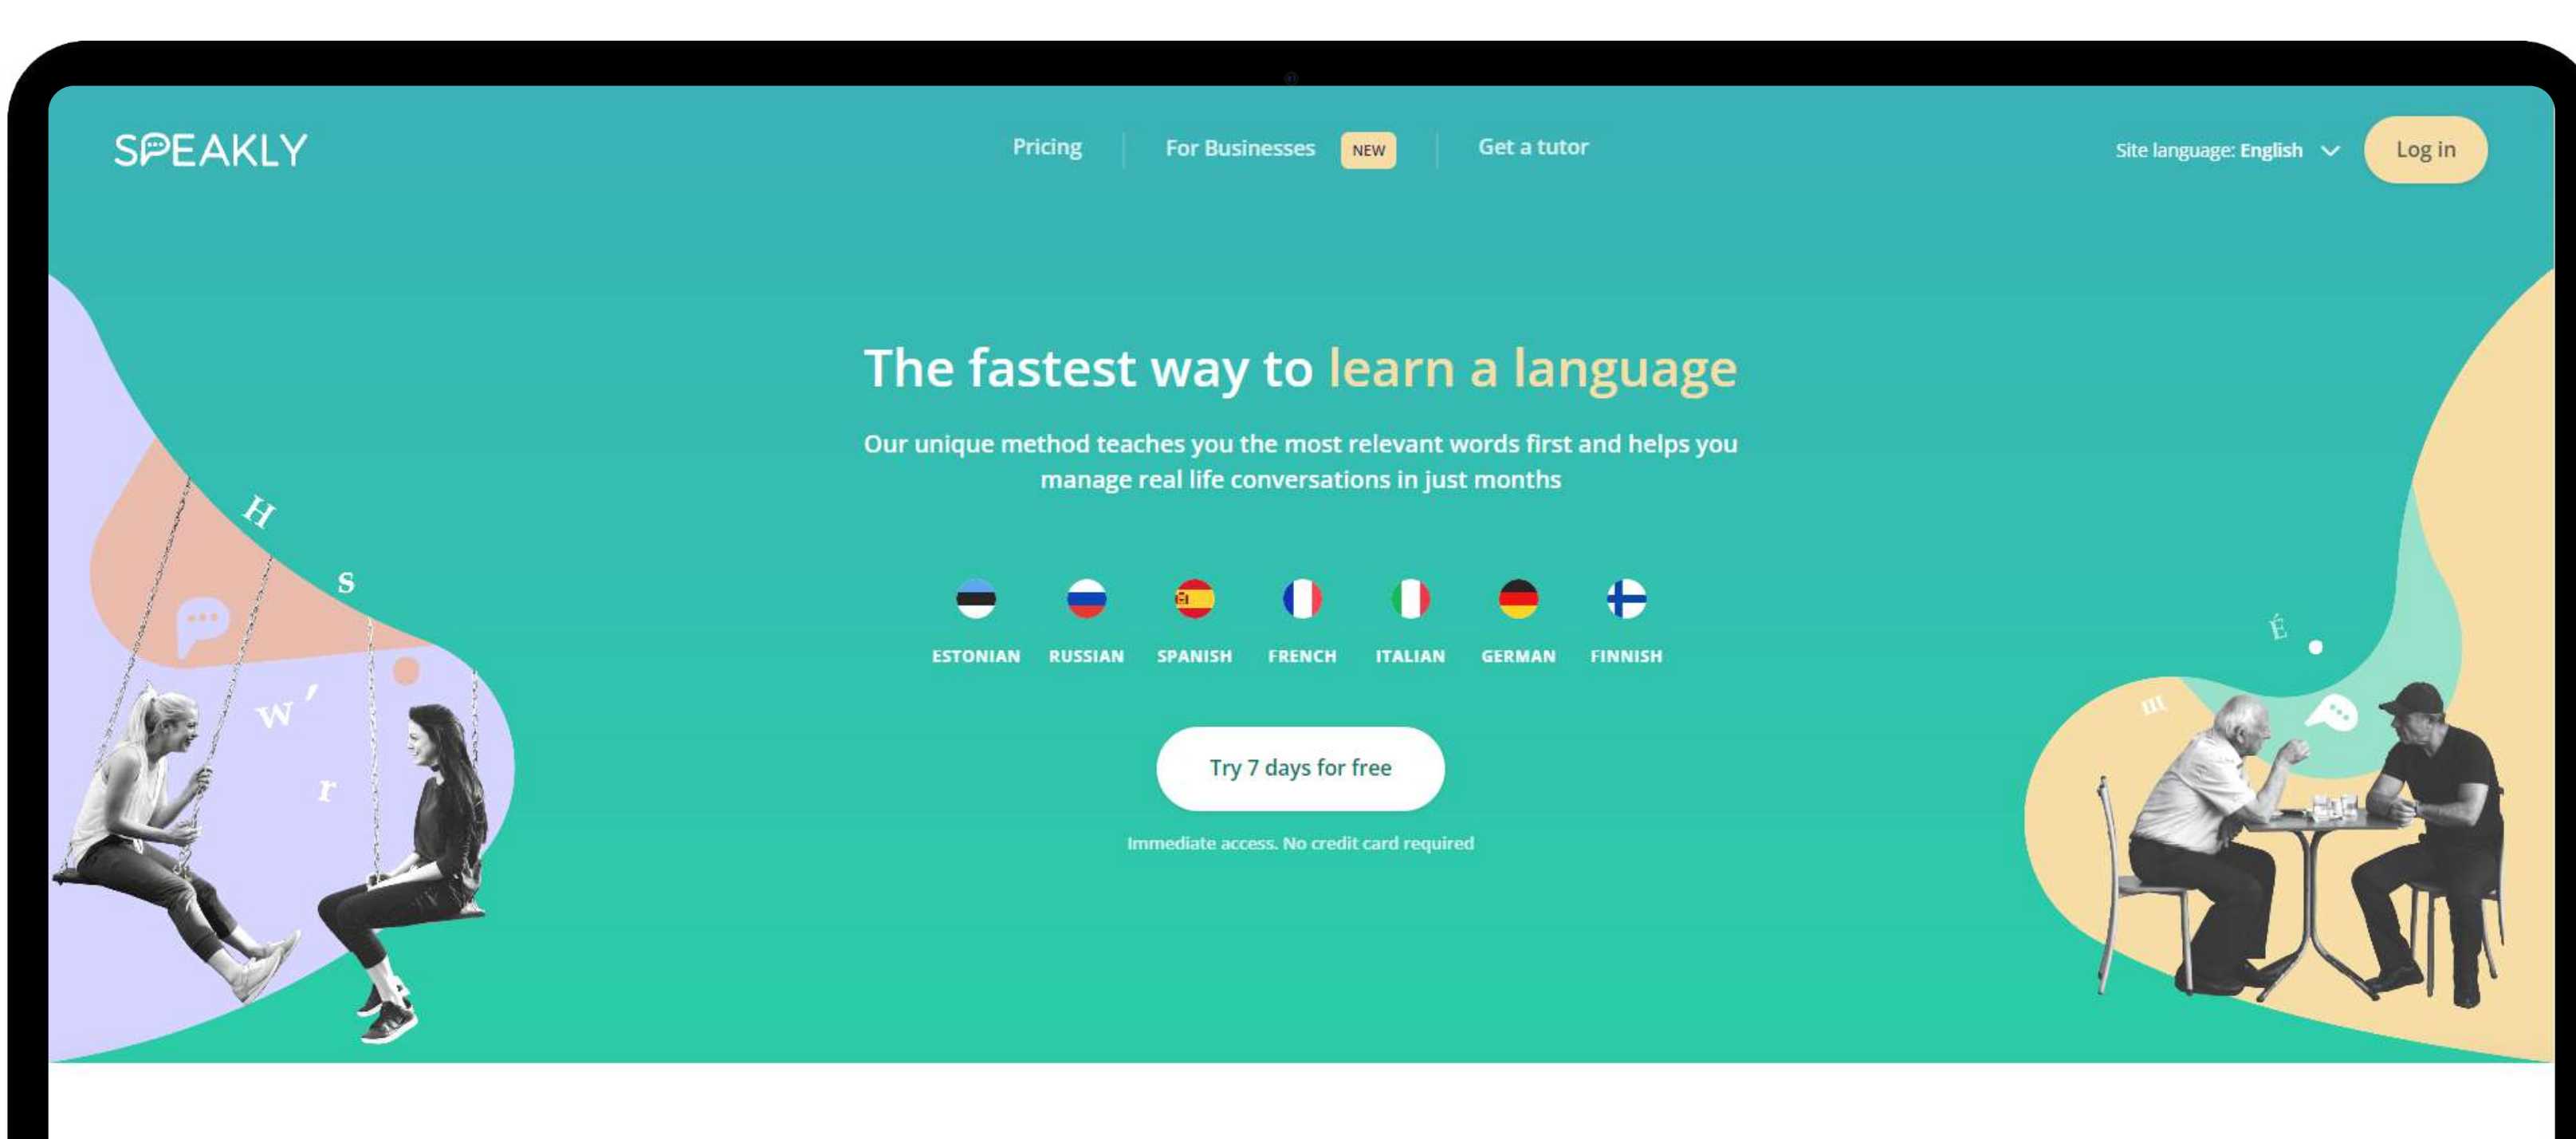 SPEAKLY
Pricing
For Businesses NEW
Get a tutor
Site language: English
Log in
The fastest way to learn a language
Our unique method teaches you the most relevant words first and helps you
manage real life conversations in just months
ESTONIAN RUSSIAN SPANISH FRENCH ITALIAN GERMAN FINNISH
Try 7 days for free
Immediate access. No credit card required
H
s
w ′
r
É
ш